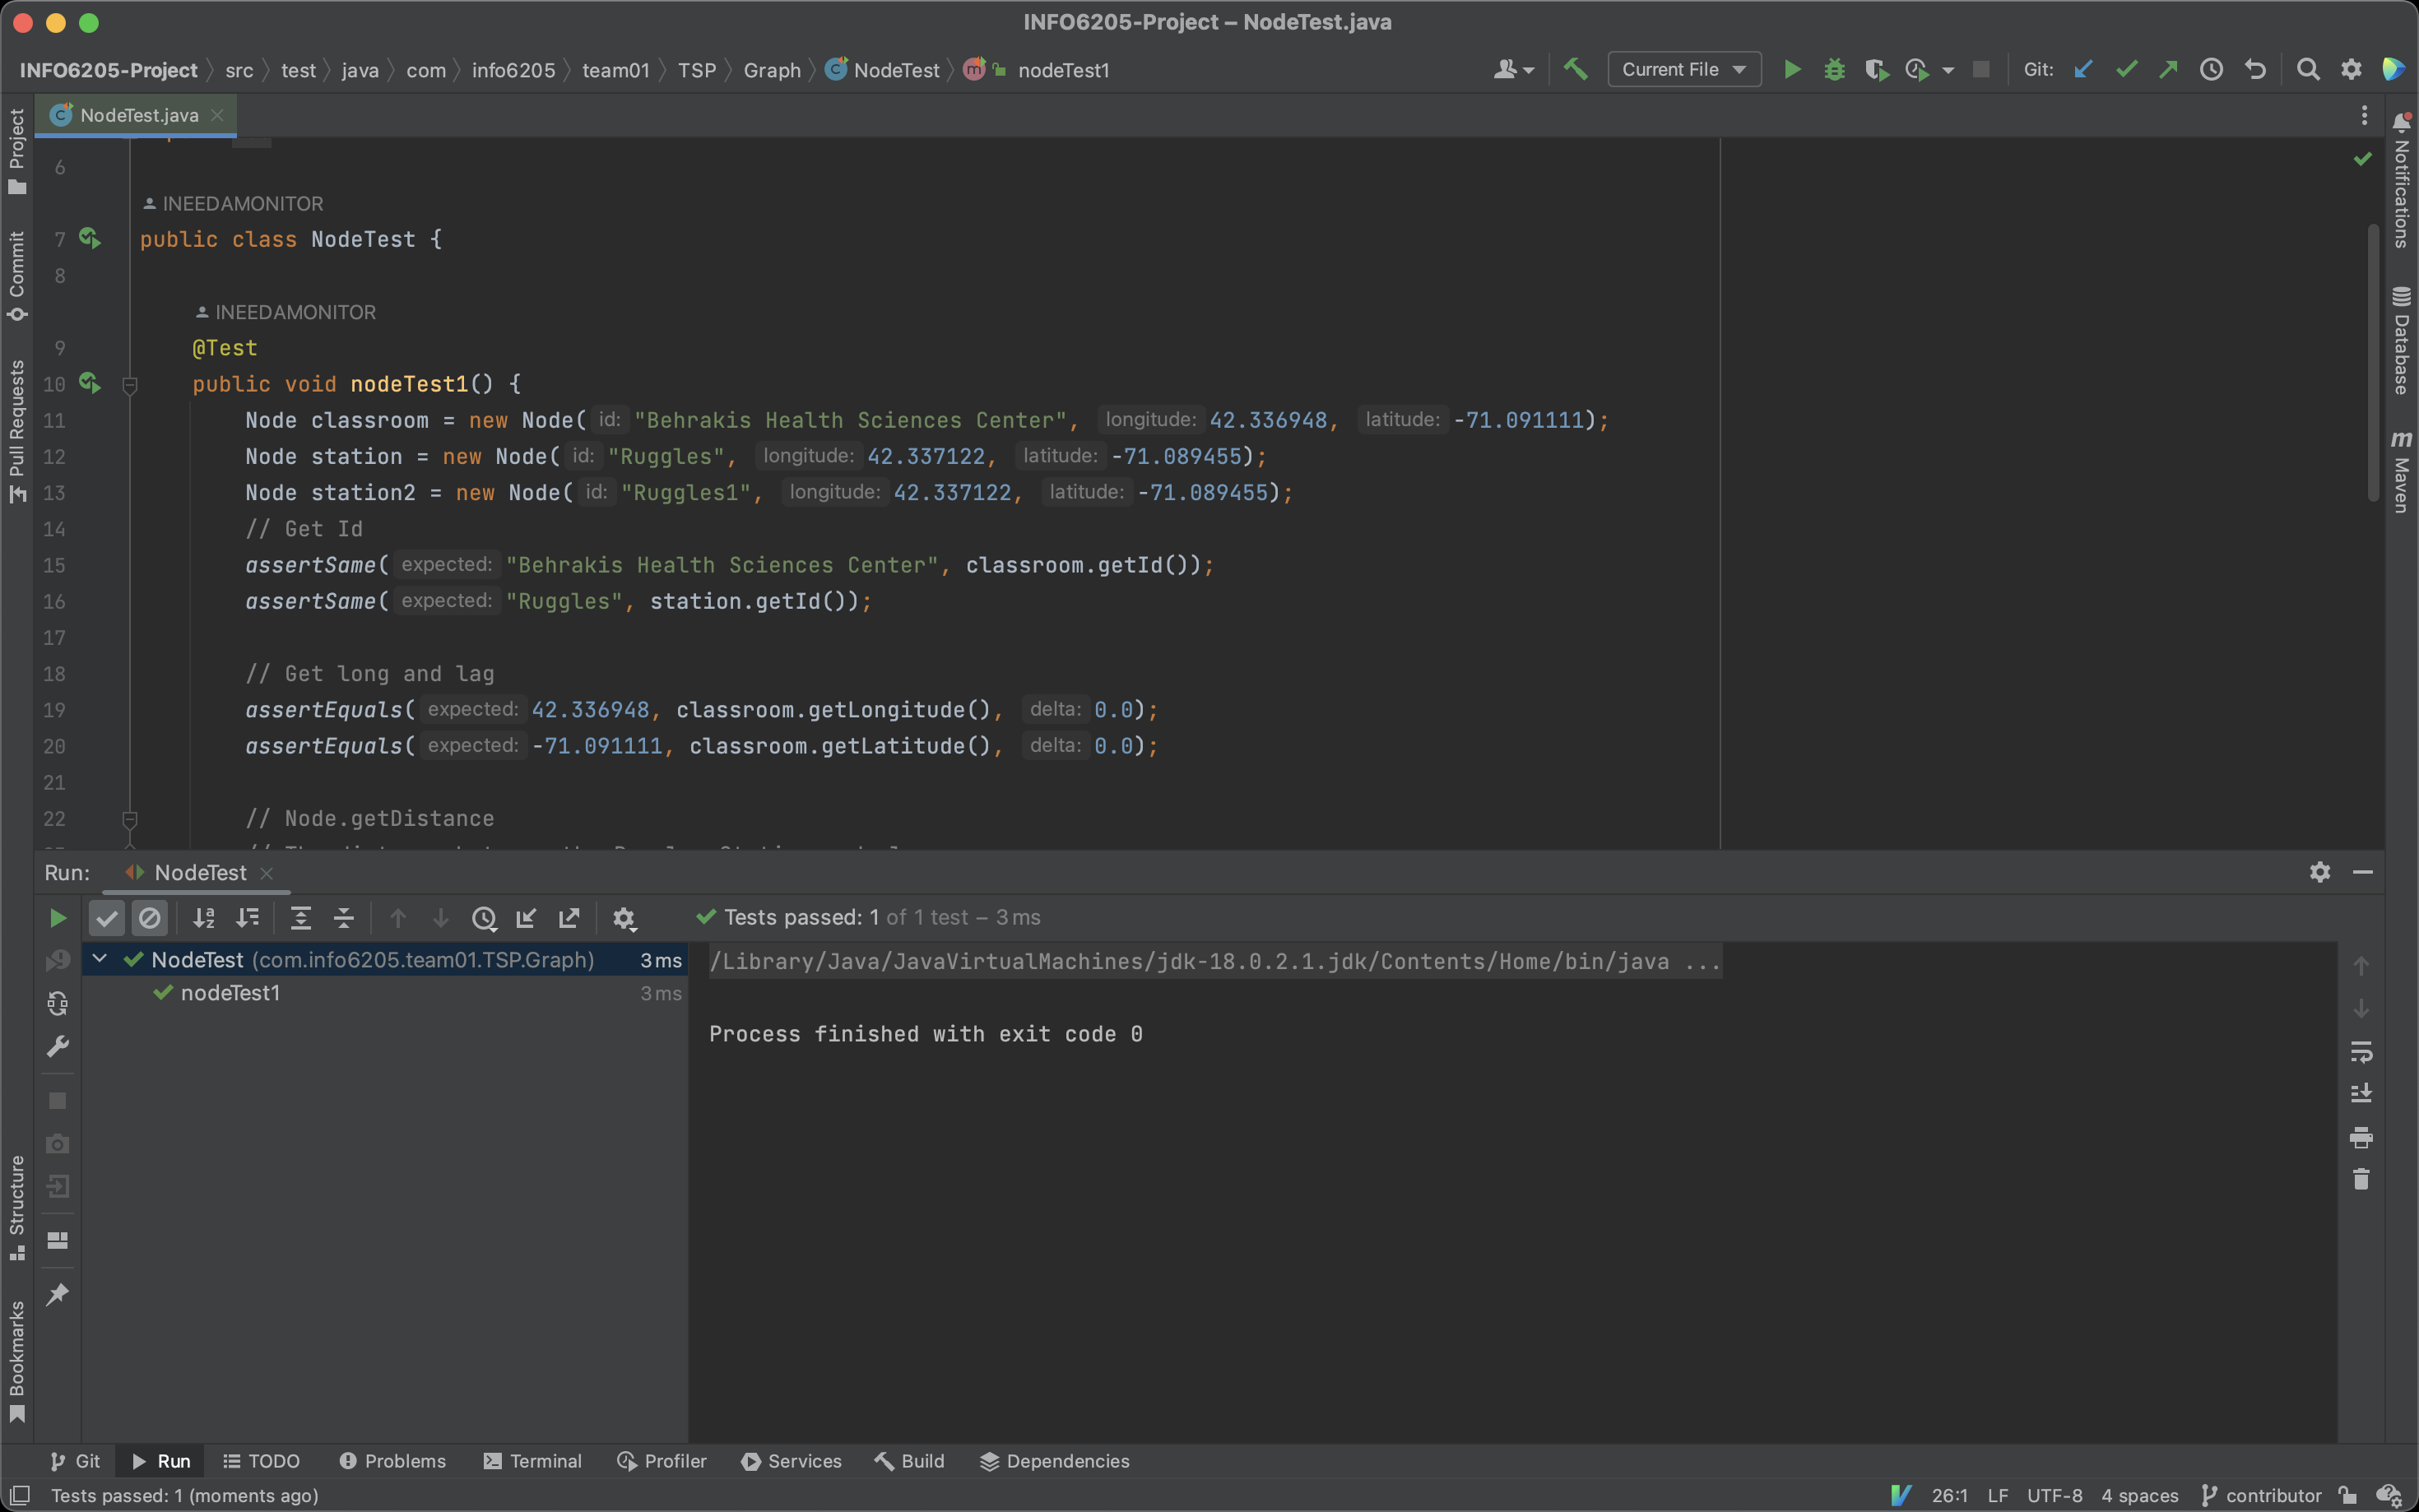 INFO6205-Project – NodeTest.java
INFO6205-Project src test java com info6205 team01 TSP Graph NodeTest nodeTest1 Current File Git:
NodeTest.java
6
INEEDAMONITOR
7 public class NodeTest {
8
INEEDAMONITOR
9 @Test
10 public void nodeTest1() {
11 Node classroom = new Node( id: "Behrakis Health Sciences Center", longitude: 42.336948, latitude: -71.091111);
12 Node station = new Node( id: "Ruggles", longitude: 42.337122, latitude: -71.089455);
13 Node station2 = new Node( id: "Ruggles1", longitude: 42.337122, latitude: -71.089455);
14 // Get Id
15 assertSame( expected: "Behrakis Health Sciences Center", classroom.getId());
16 assertSame( expected: "Ruggles", station.getId());
17
18 // Get long and lag
19 assertEquals( expected: 42.336948, classroom.getLongitude(), delta: 0.0);
20 assertEquals( expected: -71.091111, classroom.getLatitude(), delta: 0.0);
21
22 // Node.getDistance
Project
Commit
Pull Requests
Structure
Bookmarks
Notifications
Database
Maven
Run: NodeTest
Tests passed: 1 of 1 test – 3 ms
NodeTest (com.info6205.team01.TSP.Graph) 3 ms
nodeTest1 3 ms
/Library/Java/JavaVirtualMachines/jdk-18.0.2.1.jdk/Contents/Home/bin/java ...
Process finished with exit code 0
Git Run TODO Problems Terminal Profiler Services Build Dependencies
Tests passed: 1 (moments ago) 26:1 LF UTF-8 4 spaces contributor